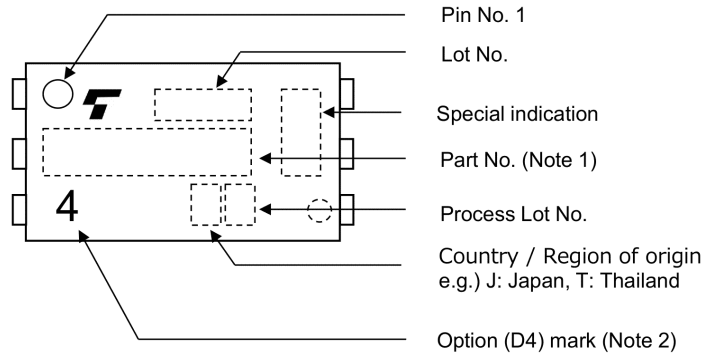 Pin No. 1
Lot No.
Special indication
Part No. (Note 1)
4
Process Lot No.
Country / Region of origin
e.g.) J: Japan, T: Thailand
Option (D4) mark (Note 2)